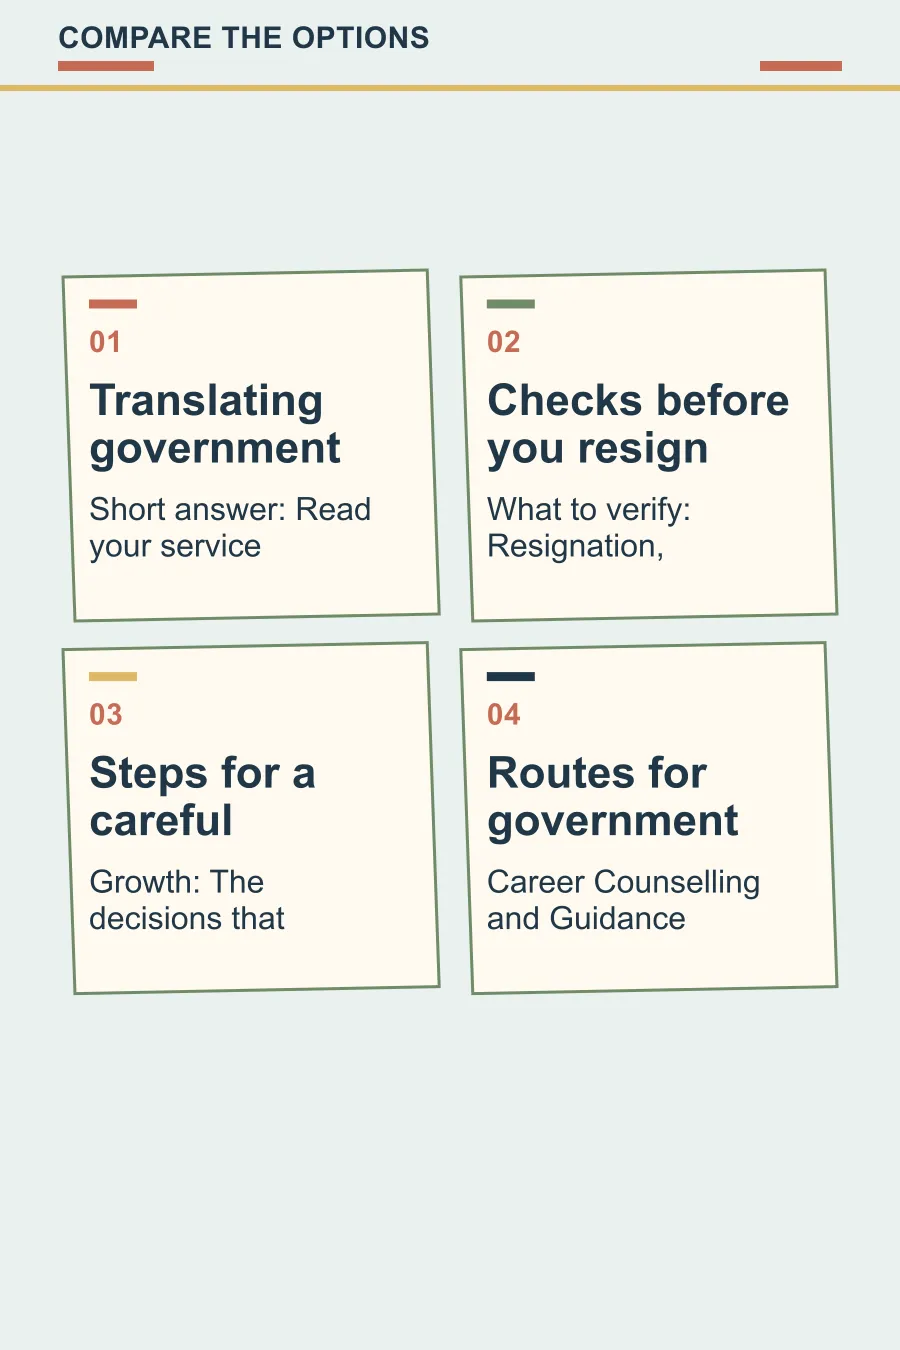 COMPARE THE OPTIONS
01
Translating
government
Short answer: Read
your service
02
Checks before
you resign
What to verify:
Resignation,
03
Steps for a
careful
Growth: The
decisions that
04
Routes for
government
Career Counselling
and Guidance